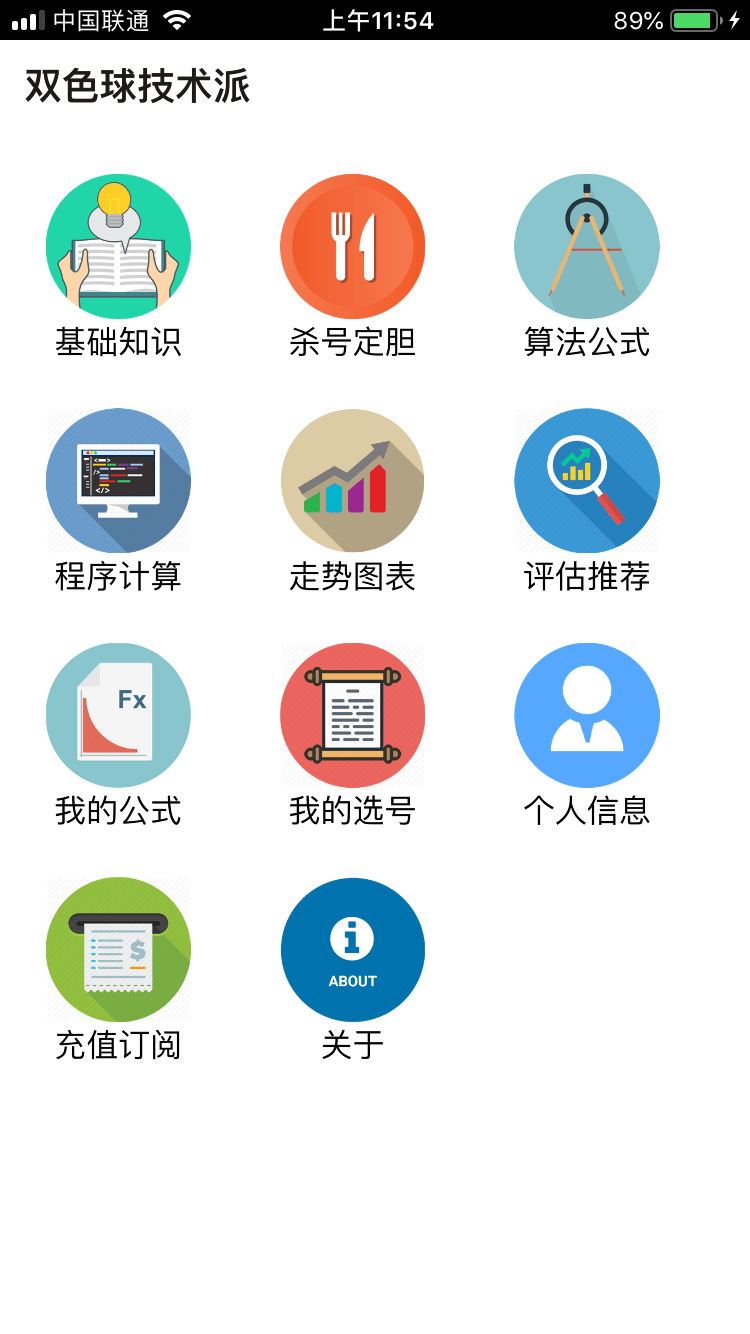 中国联通 上午11:54 89%
双色球技术派
基础知识 杀号定胆 算法公式
程序计算 走势图表 评估推荐
Fx
我的公式 我的选号 个人信息
$
ABOUT
充值订阅 关于